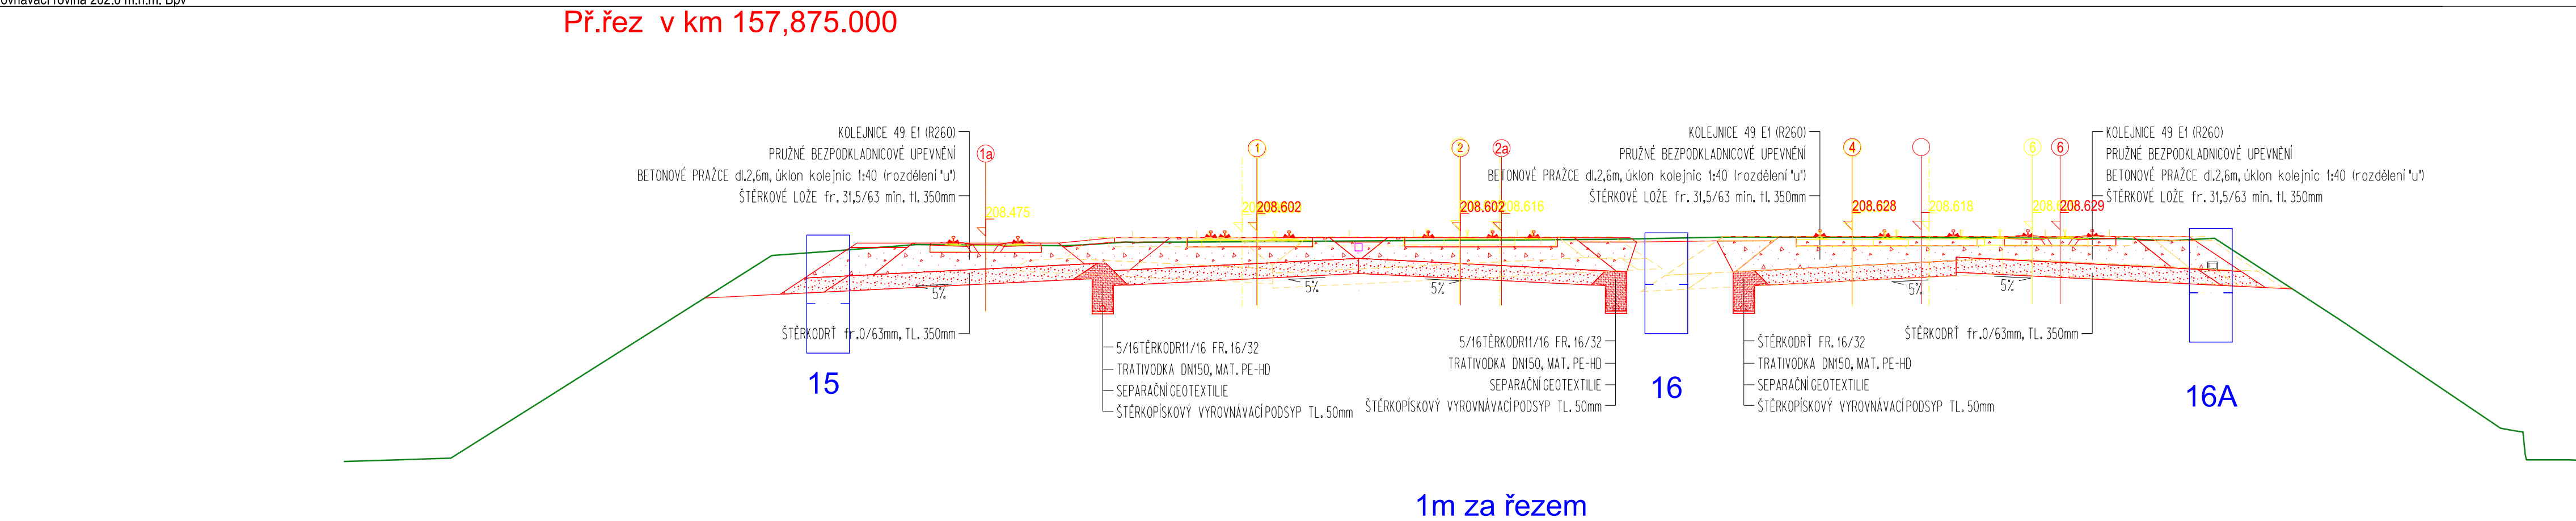 Př.řez v km 157,875.000
KOLEJNICE 49 E1 (R260)
PRUŽNÉ BEZPODKLADNICOVÉ UPEVNĚNÍ
BETONOVÉ PRAŽCE dl.2,6m, úklon kolejnic 1:40 (rozdělení "u")
ŠTĚRKOVÉ LOŽE fr. 31,5/63 min. tl. 350mm
1a
208.475
1
208.602
2
2a
208.602
208.616
KOLEJNICE 49 E1 (R260)
PRUŽNÉ BEZPODKLADNICOVÉ UPEVNĚNÍ
BETONOVÉ PRAŽCE dl.2,6m, úklon kolejnic 1:40 (rozdělení "u")
ŠTĚRKOVÉ LOŽE fr. 31,5/63 min. tl. 350mm
4
208.628
208.618
6
6
208.629
KOLEJNICE 49 E1 (R260)
PRUŽNÉ BEZPODKLADNICOVÉ UPEVNĚNÍ
BETONOVÉ PRAŽCE dl.2,6m, úklon kolejnic 1:40 (rozdělení "u")
ŠTĚRKOVÉ LOŽE fr. 31,5/63 min. tl. 350mm
5%
5%
5%
5%
5%
ŠTĚRKODRŤ fr.0/63mm, TL. 350mm
15
5/16TĚRKODR11/16 FR. 16/32
TRATIVODKA DN150, MAT. PE-HD
SEPARAČNÍ GEOTEXTILIE
ŠTĚRKOPÍSKOVÝ VYROVNÁVACÍ PODSYP TL. 50mm
5/16TĚRKODR11/16 FR. 16/32
TRATIVODKA DN150, MAT. PE-HD
SEPARAČNÍ GEOTEXTILIE
ŠTĚRKOPÍSKOVÝ VYROVNÁVACÍ PODSYP TL. 50mm
16
ŠTĚRKODRŤ FR. 16/32
TRATIVODKA DN150, MAT. PE-HD
SEPARAČNÍ GEOTEXTILIE
ŠTĚRKOPÍSKOVÝ VYROVNÁVACÍ PODSYP TL. 50mm
ŠTĚRKODRŤ fr.0/63mm, TL. 350mm
16A
1m za řezem